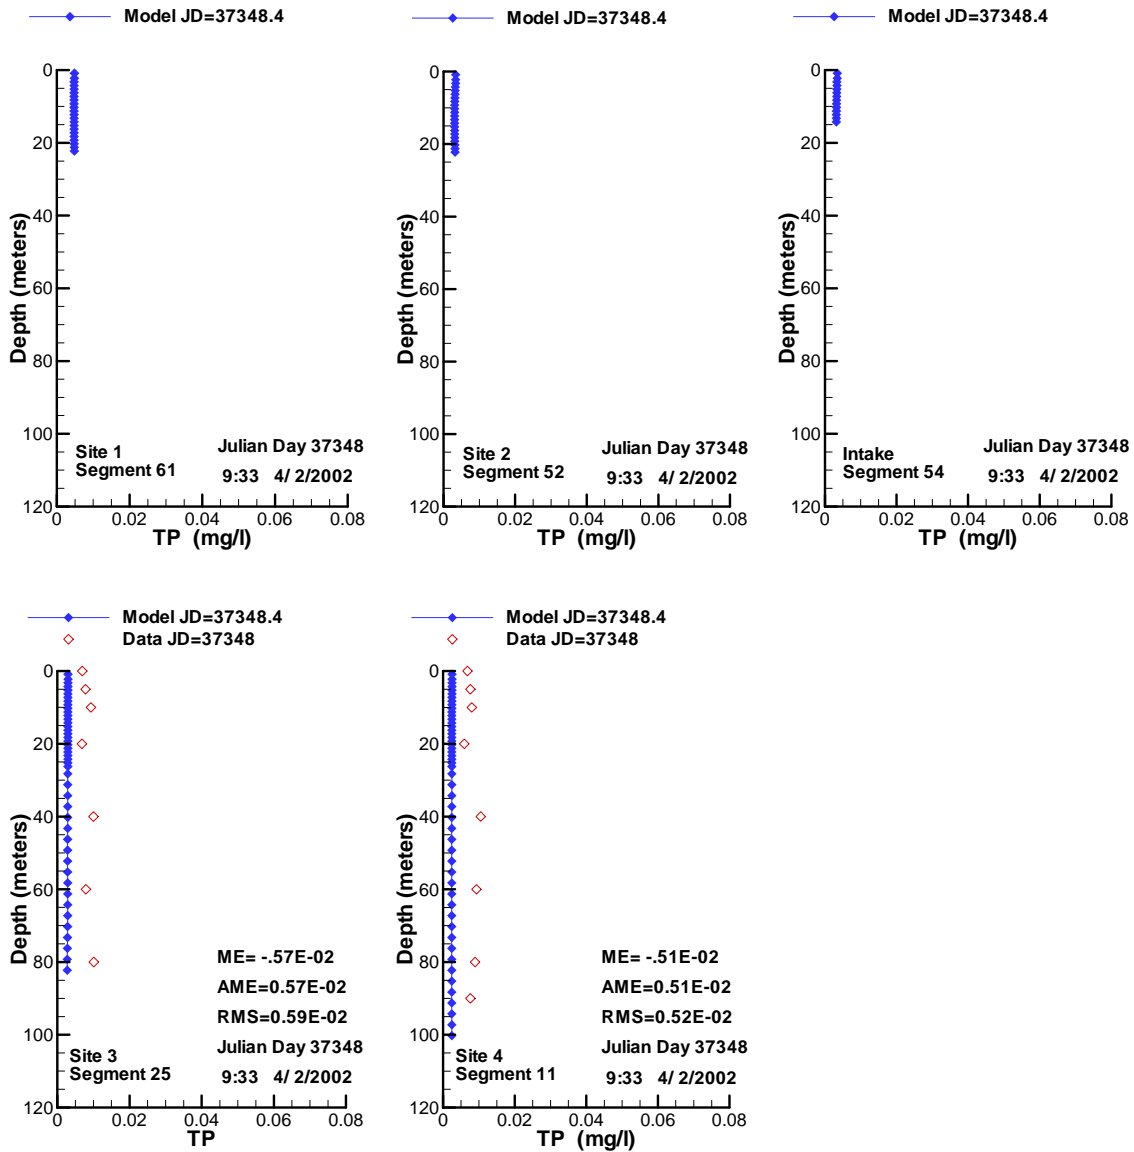 Model JD=37348.4
0
20
40
60
80
100
120
Depth (meters)
Site 1
Segment 61
Julian Day 37348
9:33 4/ 2/2002
0 0.02 0.04 0.06 0.08
TP (mg/l)
Model JD=37348.4
0
20
40
60
80
100
120
Depth (meters)
Site 2
Segment 52
Julian Day 37348
9:33 4/ 2/2002
0 0.02 0.04 0.06 0.08
TP (mg/l)
Model JD=37348.4
0
20
40
60
80
100
120
Depth (meters)
Intake
Segment 54
Julian Day 37348
9:33 4/ 2/2002
0 0.02 0.04 0.06 0.08
TP (mg/l)
Model JD=37348.4
Data JD=37348
0
20
40
60
80
100
120
Depth (meters)
ME= -.57E-02
AME=0.57E-02
RMS=0.59E-02
Site 3
Segment 25
Julian Day 37348
9:33 4/ 2/2002
0 0.02 0.04 0.06 0.08
TP
Model JD=37348.4
Data JD=37348
0
20
40
60
80
100
120
Depth (meters)
ME= -.51E-02
AME=0.51E-02
RMS=0.52E-02
Site 4
Segment 11
Julian Day 37348
9:33 4/ 2/2002
0 0.02 0.04 0.06 0.08
TP (mg/l)